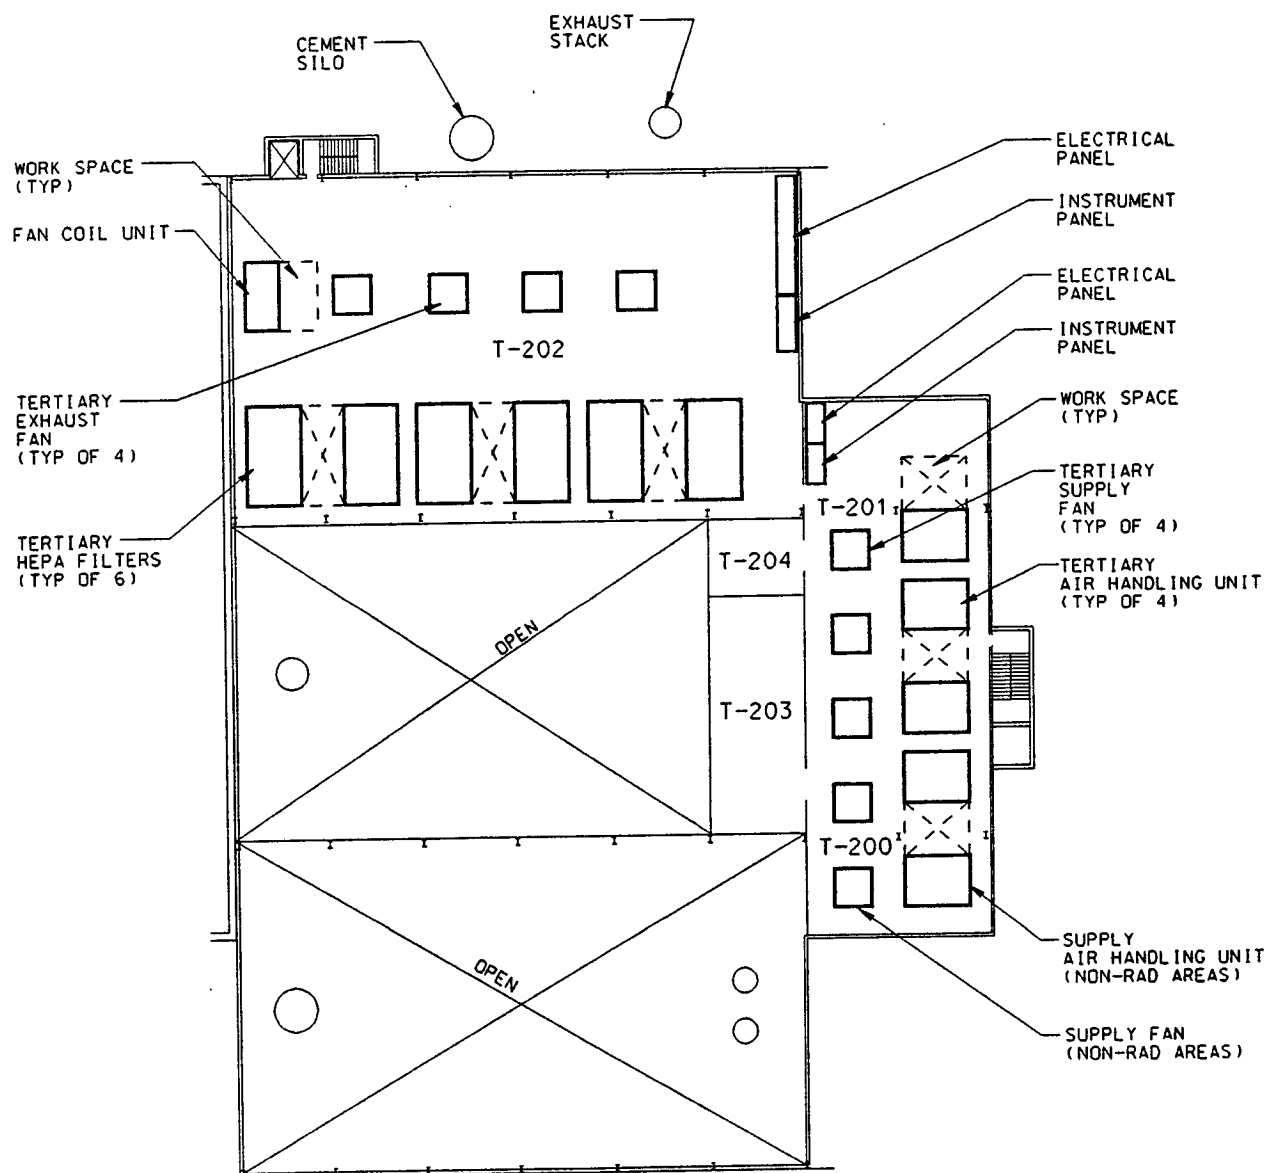 EXHAUST
STACK
CEMENT
SILO
ELECTRICAL
PANEL
WORK SPACE
(TYP)
INSTRUMENT
PANEL
FAN COIL UNIT
ELECTRICAL
PANEL
INSTRUMENT
PANEL
T-202
TERTIARY
EXHAUST
FAN
(TYP OF 4)
WORK SPACE
(TYP)
TERTIARY
SUPPLY
FAN
(TYP OF 4)
T-201
TERTIARY
HEPA FILTERS
(TYP OF 6)
T-204
TERTIARY
AIR HANDLING UNIT
(TYP OF 4)
OPEN
T-203
T-200
SUPPLY
AIR HANDLING UNIT
(NON-RAD AREAS)
OPEN
SUPPLY FAN
(NON-RAD AREAS)